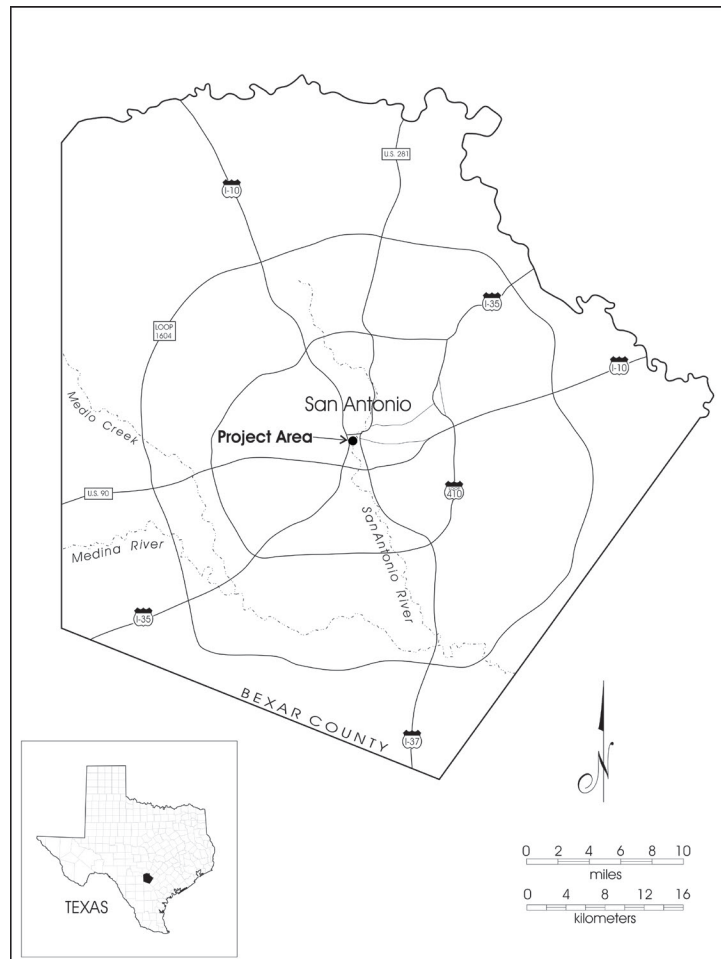 U.S. 281
I-10
I-35
LOOP
1604
I-10
San Antonio
Medio Creek
Project Area
U.S. 90
410
San Antonio River
Medina River
I-35
BEXAR COUNTY
I-37
N
TEXAS
0 2 4 6 8 10
miles
0 4 8 12 16
kilometers